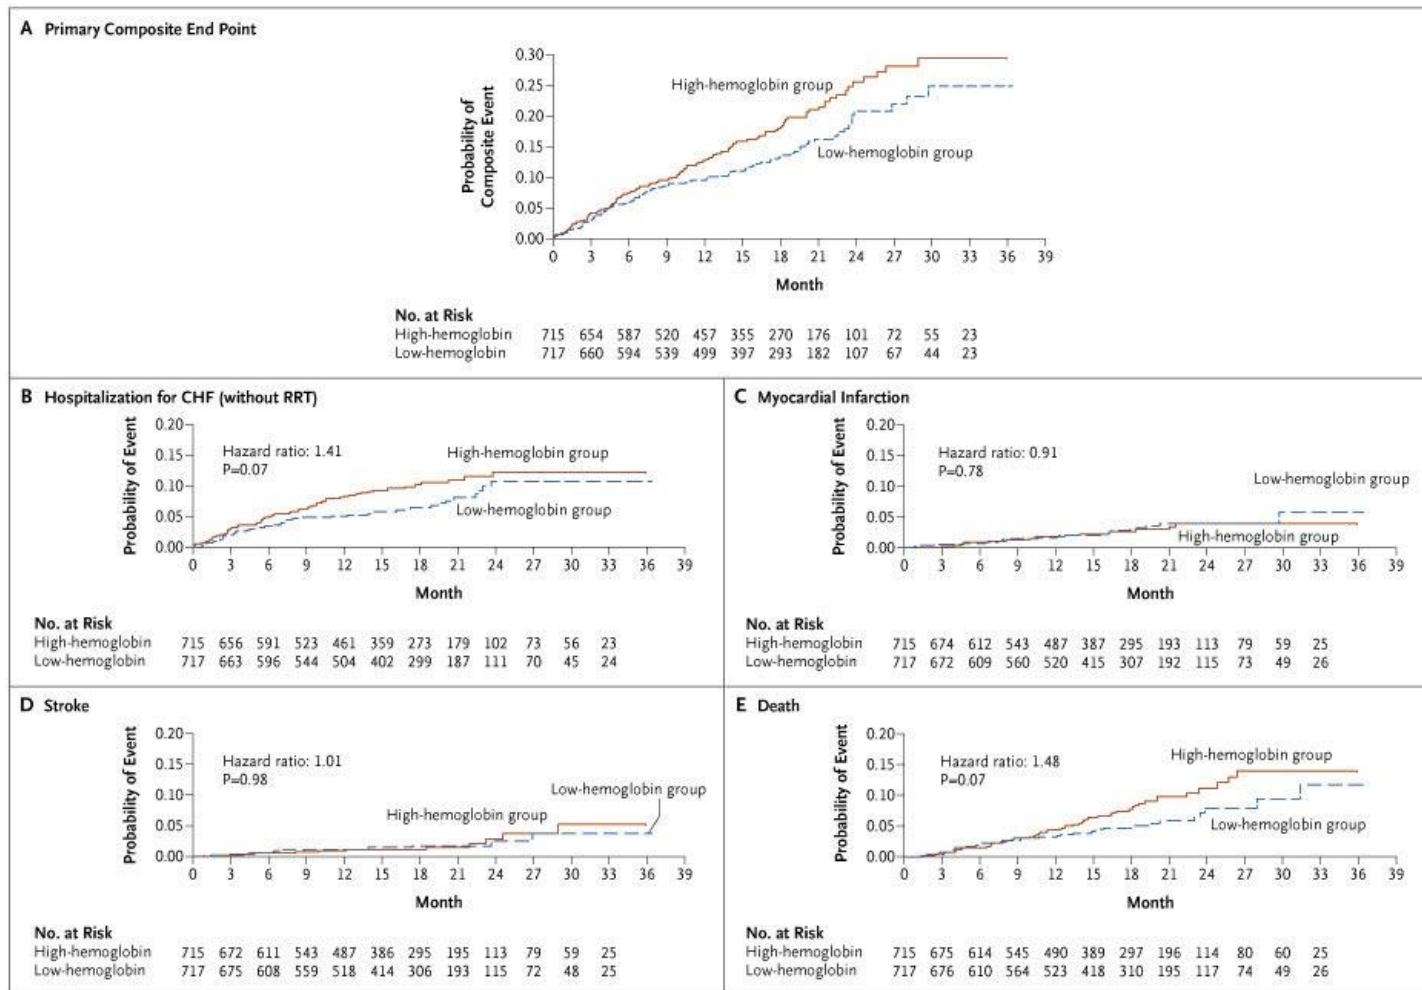 A Primary Composite End Point
0.30
0.25
0.20
0.15
0.10
0.05
0.00
Probability of
Composite Event
High-hemoglobin group
Low-hemoglobin group
0 3 6 9 12 15 18 21 24 27 30 33 36 39
Month
No. at Risk
High-hemoglobin 715 654 587 520 457 355 270 176 101 72 55 23
Low-hemoglobin 717 660 594 539 499 397 293 182 107 67 44 23
B Hospitalization for CHF (without RRT)
0.20
0.15
0.10
0.05
0.00
Probability of Event
Hazard ratio: 1.41
P=0.07
High-hemoglobin group
Low-hemoglobin group
0 3 6 9 12 15 18 21 24 27 30 33 36 39
Month
No. at Risk
High-hemoglobin 715 656 591 523 461 359 273 179 102 73 56 23
Low-hemoglobin 717 663 596 544 504 402 299 187 111 70 45 24
C Myocardial Infarction
0.20
0.15
0.10
0.05
0.00
Probability of Event
Hazard ratio: 0.91
P=0.78
Low-hemoglobin group
High-hemoglobin group
0 3 6 9 12 15 18 21 24 27 30 33 36 39
Month
No. at Risk
High-hemoglobin 715 674 612 543 487 387 295 193 113 79 59 25
Low-hemoglobin 717 672 609 560 520 415 307 192 115 73 49 26
D Stroke
0.20
0.15
0.10
0.05
0.00
Probability of Event
Hazard ratio: 1.01
P=0.98
Low-hemoglobin group
High-hemoglobin group
0 3 6 9 12 15 18 21 24 27 30 33 36 39
Month
No. at Risk
High-hemoglobin 715 672 611 543 487 386 295 195 113 79 59 25
Low-hemoglobin 717 675 608 559 518 414 306 193 115 72 48 25
E Death
0.20
0.15
0.10
0.05
0.00
Probability of Event
Hazard ratio: 1.48
P=0.07
High-hemoglobin group
Low-hemoglobin group
0 3 6 9 12 15 18 21 24 27 30 33 36 39
Month
No. at Risk
High-hemoglobin 715 675 614 545 490 389 297 196 114 80 60 25
Low-hemoglobin 717 676 610 564 523 418 310 195 117 74 49 26